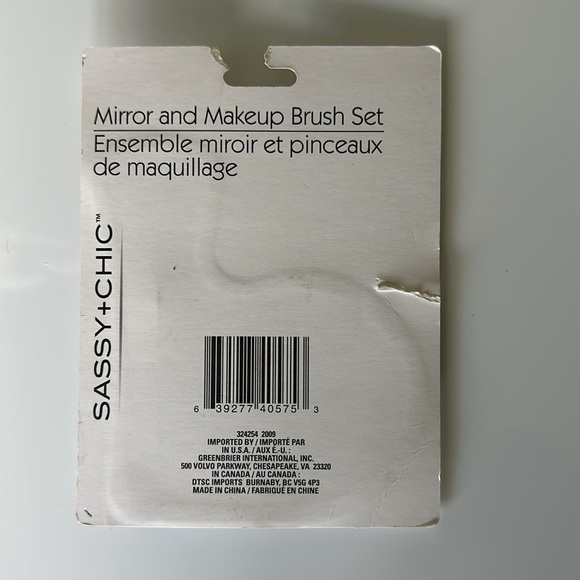 Mirror and Makeup Brush Set
Ensemble miroir et pinceaux
de maquillage
SASSY+CHIC™
6 39277 40575 3
324254 2009
IMPORTED BY / IMPORTÉ PAR
IN U.S.A. / AUX É.-U. :
GREENBRIER INTERNATIONAL, INC.
500 VOLVO PARKWAY, CHESAPEAKE, VA 23320
IN CANADA / AU CANADA :
DTSC IMPORTS BURNABY, BC V5G 4P3
MADE IN CHINA / FABRIQUÉ EN CHINE